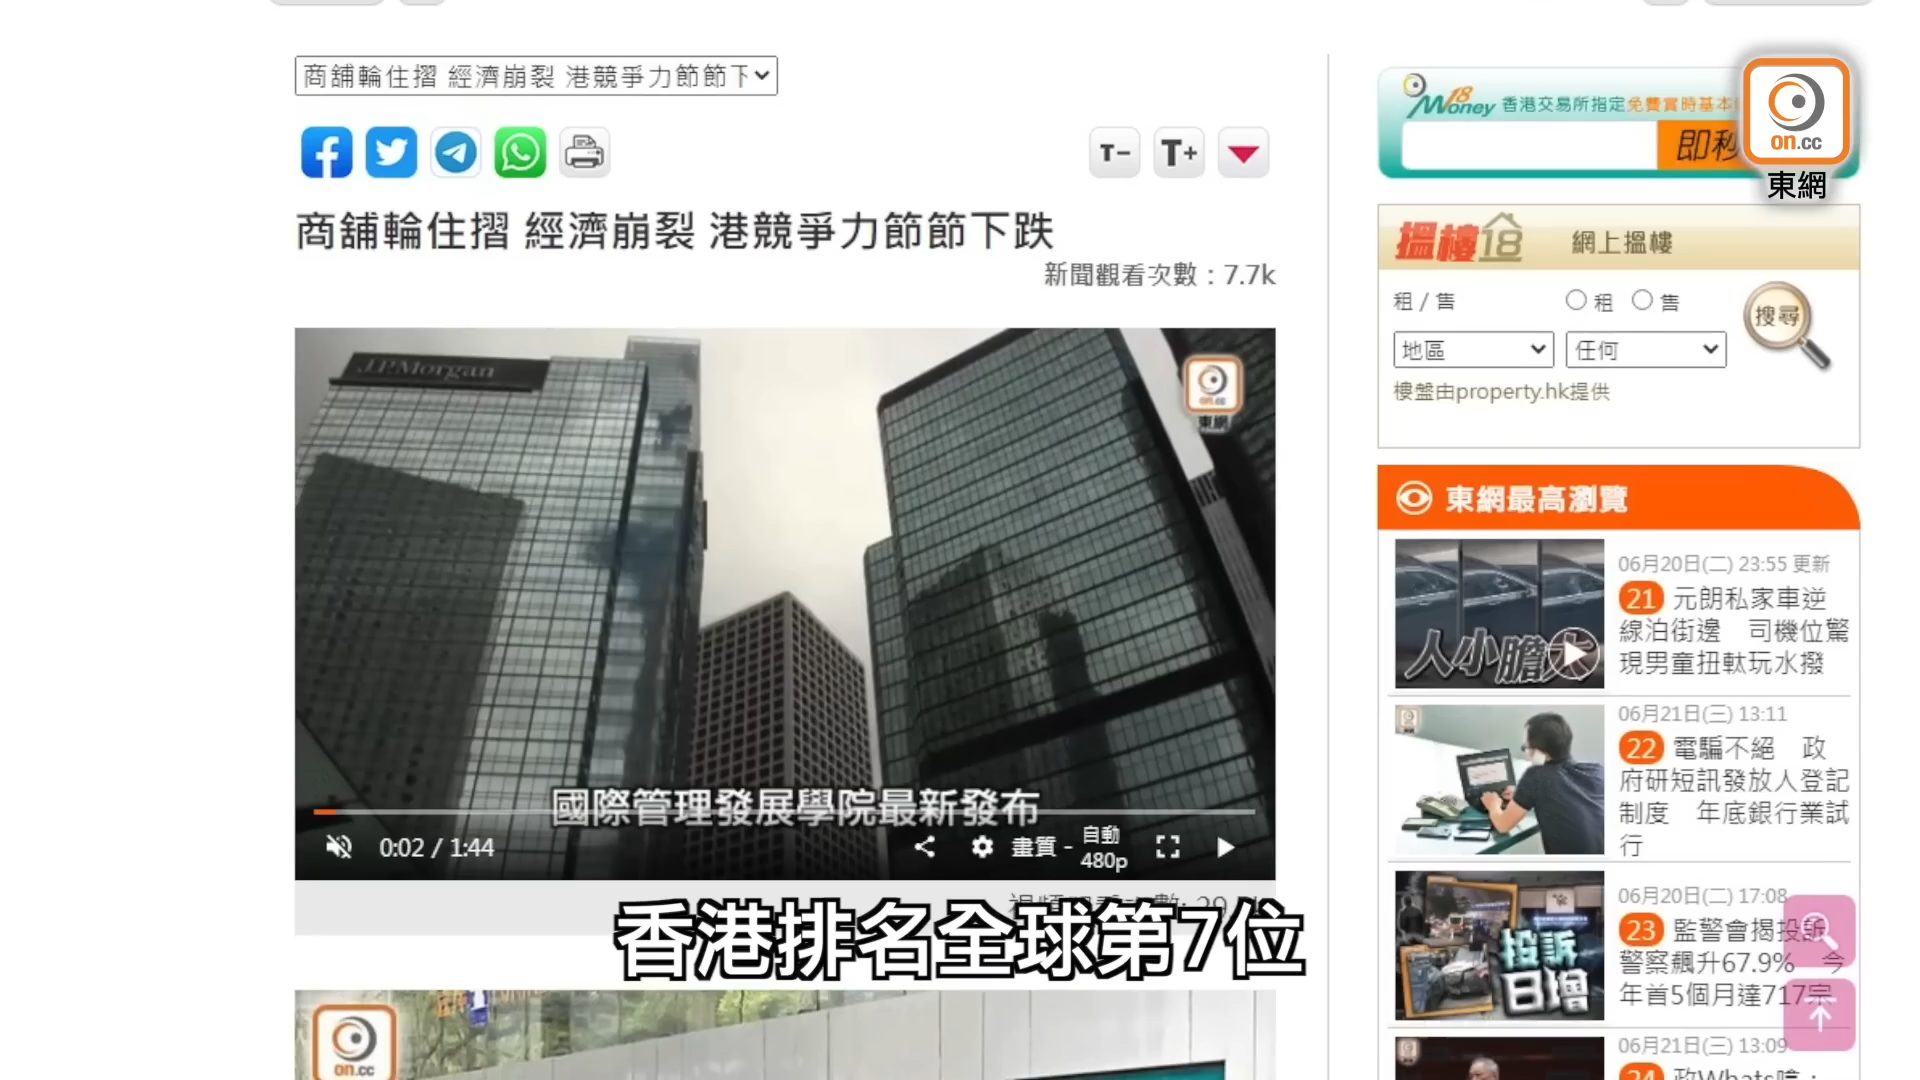 商舖輪住摺 經濟崩裂 港競爭力節節下
T-
T+
商舖輪住摺 經濟崩裂 港競爭力節節下跌
新聞觀看次數：7.7k
J.P.Morgan
on.cc
東網
國際管理發展學院最新發布
0:02 / 1:44
畫質 -
自動
480p
香港排名全球第7位
on.cc
Money18
香港交易所指定免費實時基本
即秒
on.cc
東網
搵樓18
網上搵樓
租 / 售
租
售
搜尋
地區
任何
樓盤由property.hk提供
東網最高瀏覽
人小膽大
06月20日(二) 23:55 更新
21 元朗私家車逆
線泊街邊 司機位驚
現男童扭軚玩水撥
06月21日(三) 13:11
22 電騙不絕 政
府研短訊發放人登記
制度 年底銀行業試
行
投訴
日增
06月20日(二) 17:08
23 監警會揭投訴
警察飆升67.9% 今
年首5個月達717宗
06月21日(三) 13:09
24